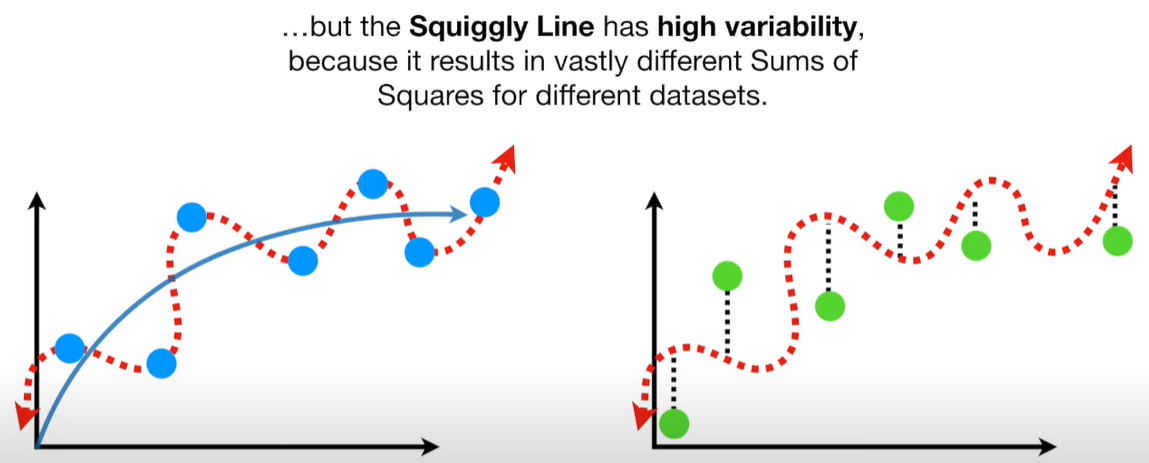 ...but the Squiggly Line has high variability,
because it results in vastly different Sums of
Squares for different datasets.